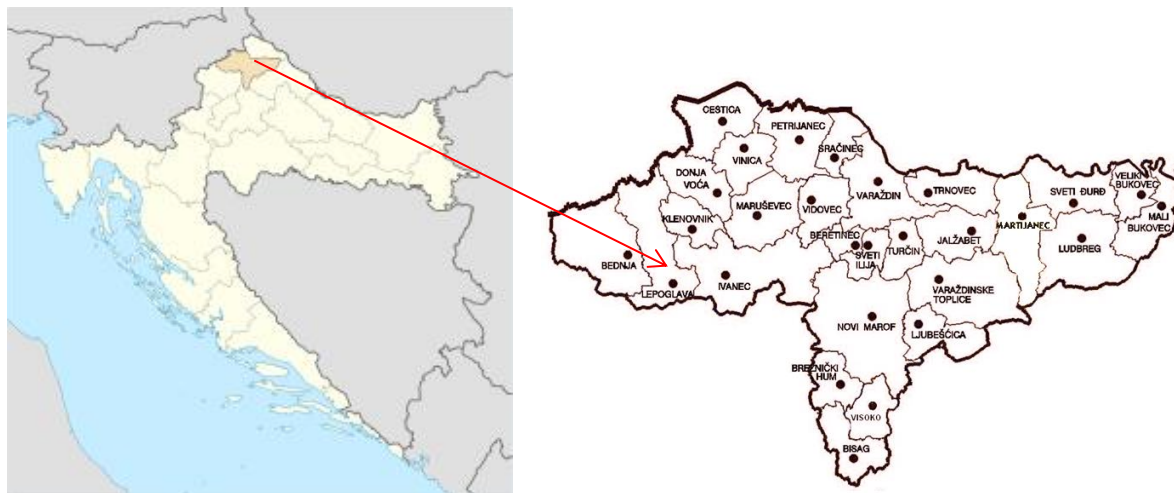 CESTICA
PETRIJANEC
SRAČINEC
VINICA
DONJA
VOĆA
VARAŽDIN
TRNOVEC
SVETI ĐURĐ
VELIKI
BUKOVEC
MALI
BUKOVEC
MARUŠEVEC
VIDOVEC
KLENOVNIK
MARTIJANEC
BERETINEC
SVETI
ILIJA
TURČIN
JALŽABET
LUDBREG
BEDNJA
LEPOGLAVA
IVANEC
VARAŽDINSKE
TOPLICE
NOVI MAROF
LJUBEŠĆICA
BREZNIČKI
HUM
VISOKO
BISAG